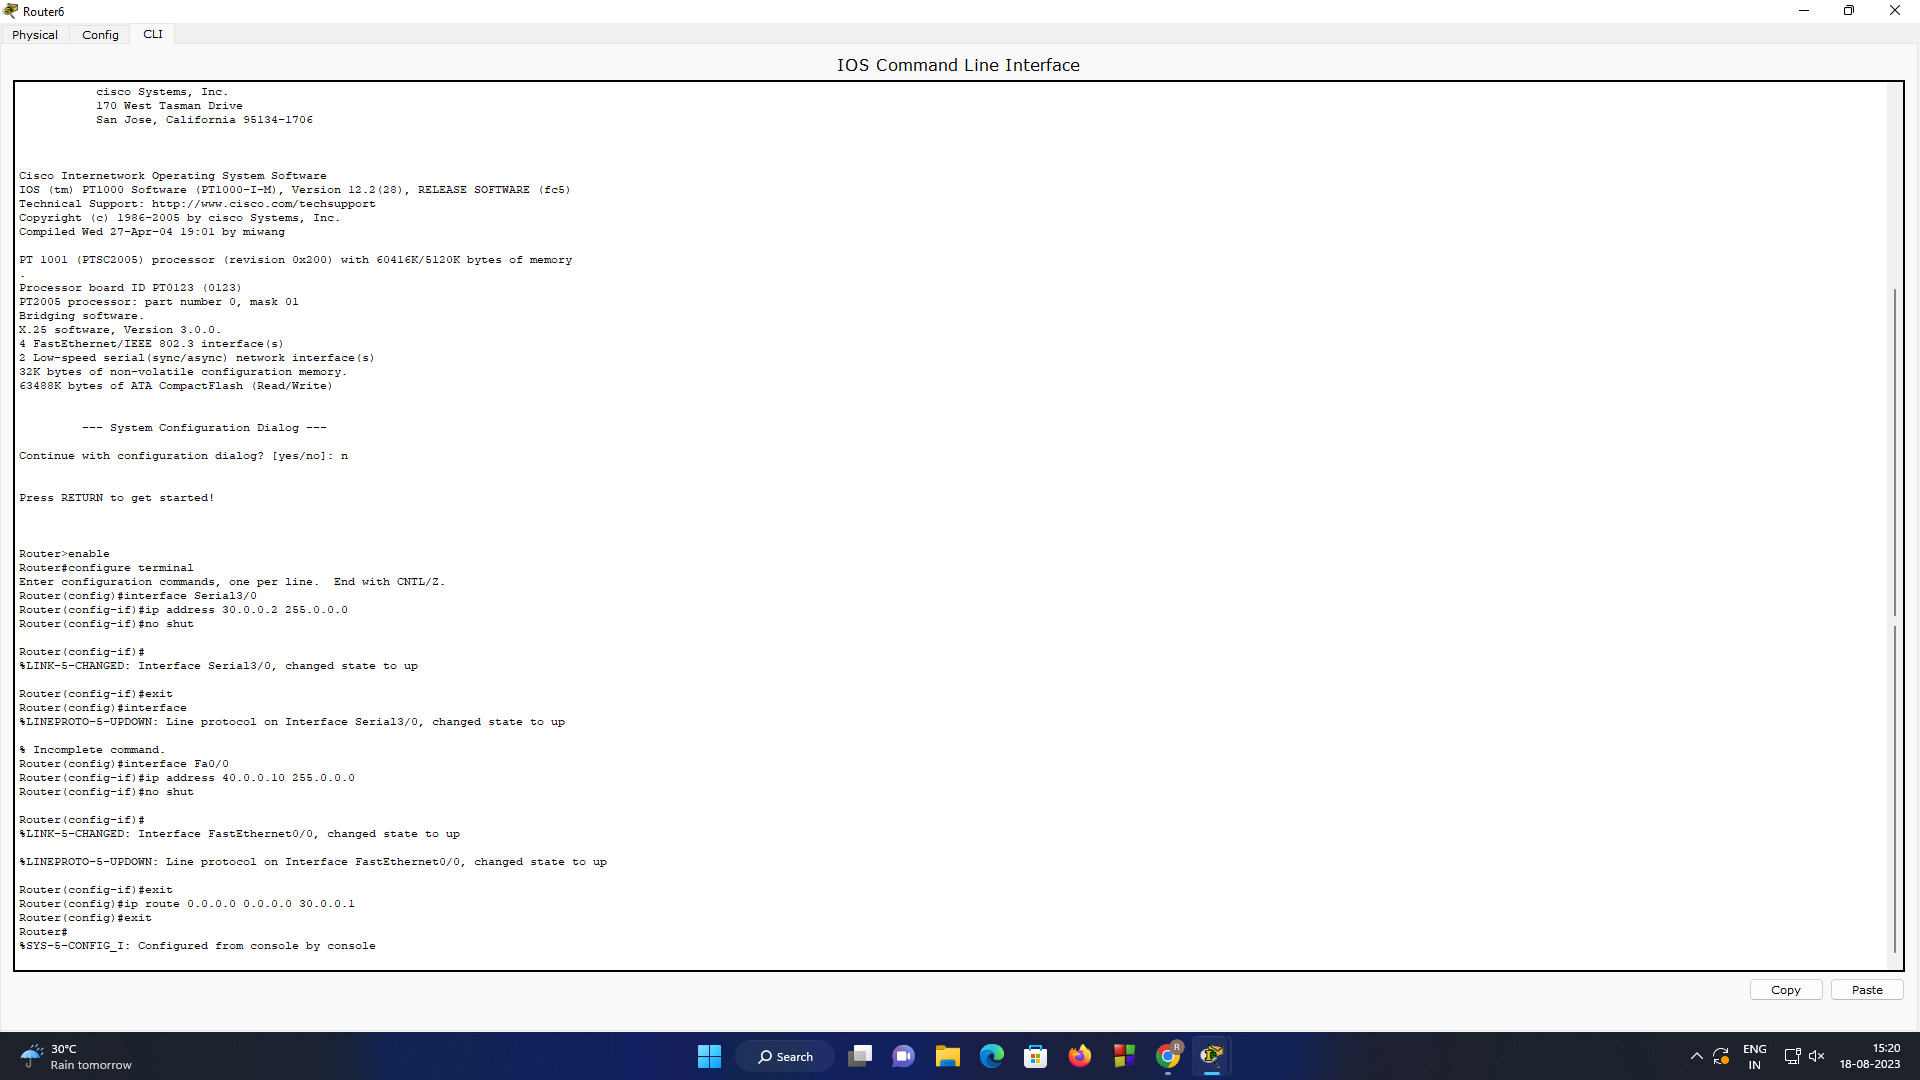 Router6
Physical
Config
CLI
IOS Command Line Interface
cisco Systems, Inc.
170 West Tasman Drive
San Jose, California 95134-1706
Cisco Internetwork Operating System Software
IOS (tm) PT1000 Software (PT1000-I-M), Version 12.2(28), RELEASE SOFTWARE (fc5)
Technical Support: http://www.cisco.com/techsupport
Copyright (c) 1986-2005 by cisco Systems, Inc.
Compiled Wed 27-Apr-04 19:01 by miwang
PT 1001 (PTSC2005) processor (revision 0x200) with 60416K/5120K bytes of memory
.
Processor board ID PT0123 (0123)
PT2005 processor: part number 0, mask 01
Bridging software.
X.25 software, Version 3.0.0.
4 FastEthernet/IEEE 802.3 interface(s)
2 Low-speed serial(sync/async) network interface(s)
32K bytes of non-volatile configuration memory.
63488K bytes of ATA CompactFlash (Read/Write)
--- System Configuration Dialog ---
Continue with configuration dialog? [yes/no]: n
Press RETURN to get started!
Router>enable
Router#configure terminal
Enter configuration commands, one per line.  End with CNTL/Z.
Router(config)#interface Serial3/0
Router(config-if)#ip address 30.0.0.2 255.0.0.0
Router(config-if)#no shut
Router(config-if)#
%LINK-5-CHANGED: Interface Serial3/0, changed state to up
Router(config-if)#exit
Router(config)#interface
%LINEPROTO-5-UPDOWN: Line protocol on Interface Serial3/0, changed state to up
% Incomplete command.
Router(config)#interface Fa0/0
Router(config-if)#ip address 40.0.0.10 255.0.0.0
Router(config-if)#no shut
Router(config-if)#
%LINK-5-CHANGED: Interface FastEthernet0/0, changed state to up
%LINEPROTO-5-UPDOWN: Line protocol on Interface FastEthernet0/0, changed state to up
Router(config-if)#exit
Router(config)#ip route 0.0.0.0 0.0.0.0 30.0.0.1
Router(config)#exit
Router#
%SYS-5-CONFIG_I: Configured from console by console
Copy
Paste
30°C
Rain tomorrow
Search
R
ENG
IN
15:20
18-08-2023